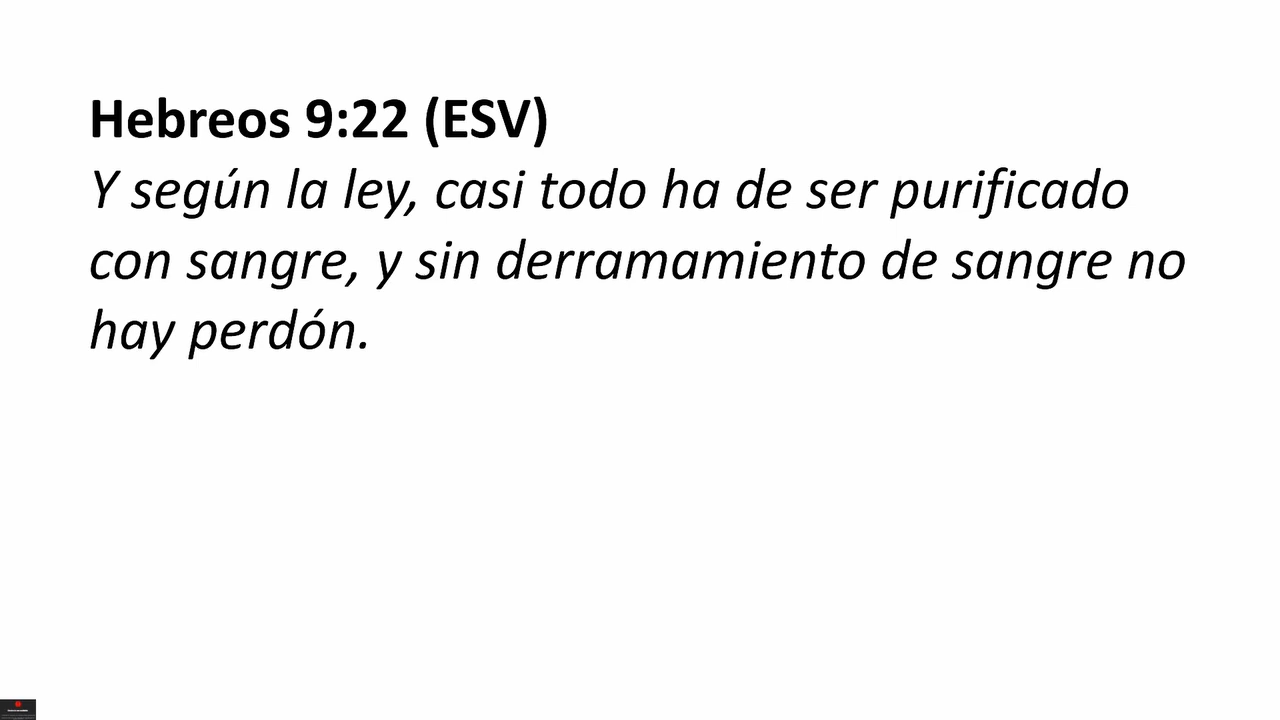 Hebreos 9:22 (ESV)
Y según la ley, casi todo ha de ser purificado
con sangre, y sin derramamiento de sangre no
hay perdón.